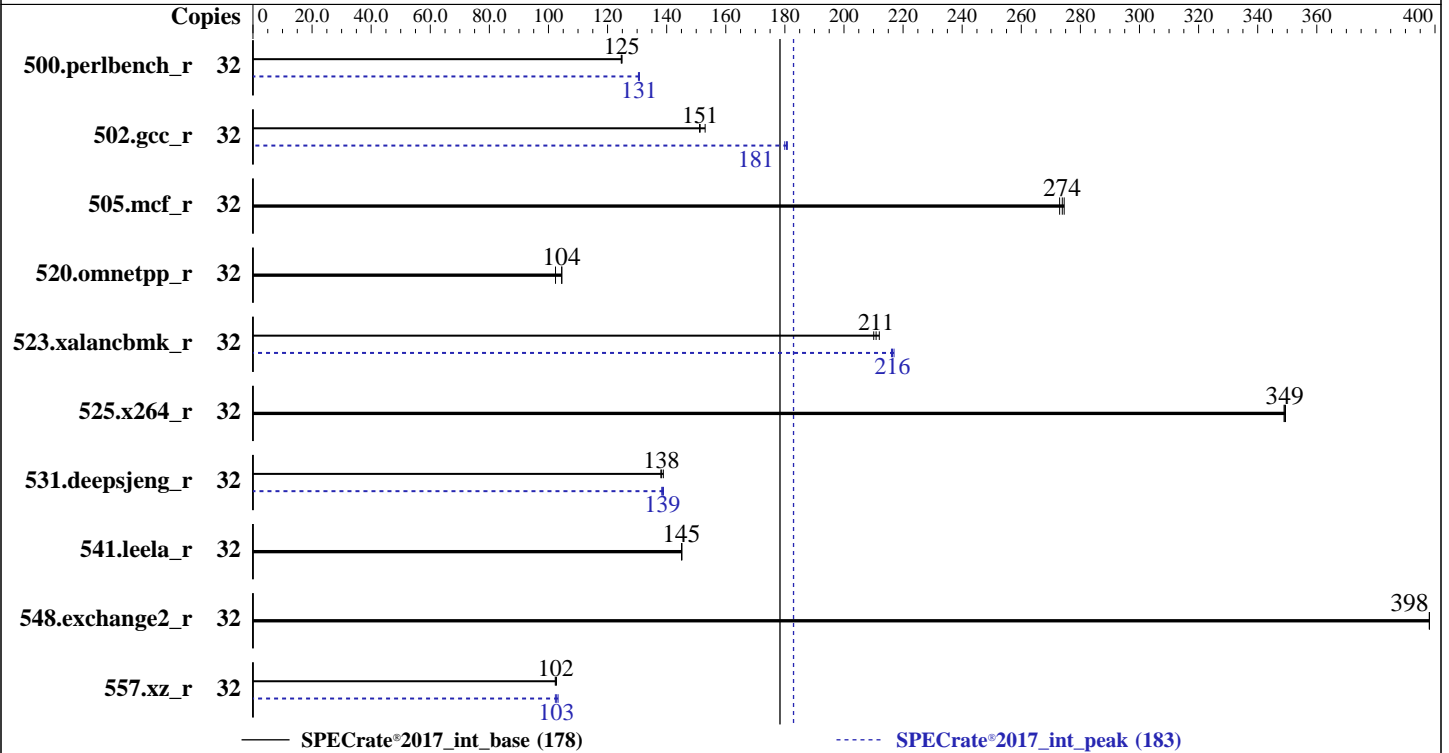 Copies 0 20.0 40.0 60.0 80.0 100 120 140 160 180 200 220 240 260 280 300 320 340 360 400
125
500.perlbench_r 32
131
151
502.gcc_r 32
181
274
505.mcf_r 32
104
520.omnetpp_r 32
211
523.xalancbmk_r 32
216
349
525.x264_r 32
138
531.deepsjeng_r 32
139
145
541.leela_r 32
398
548.exchange2_r 32
102
557.xz_r 32
103
SPECrate®2017_int_base (178) SPECrate®2017_int_peak (183)